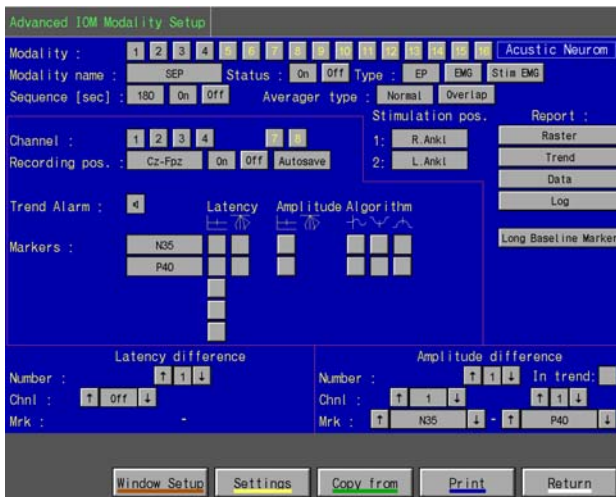 Advanced IOM Modality Setup
Modality : 1 2 3 4 5 6 7 8 9 10 11 12 13 14 15 16 Acustic Neurom
Modality name : SEP Status : On Off Type : EP EMG Stim EMG
Sequence [sec] : 180 On Off Averager type : Normal Overlap
Stimulation pos. Report :
Channel : 1 2 3 4 7 8 1: R.Ankl Raster
Recording pos. : Cz-Fpz On Off Autosave 2: L.Ankl Trend
Data
Trend Alarm : Latency Amplitude Algorithm Log
Markers : N35 Long Baseline Marker
P40
Latency difference Amplitude difference
Number : ↑ 1 ↓ Number : ↑ 1 ↓ In trend:
Chnl : ↑ Off ↓ Chnl : ↑ 1 ↓ ↑ 1 ↓
Mrk : - Mrk : ↑ N35 ↓ - ↑ P40 ↓
Window Setup Settings Copy from Print Return